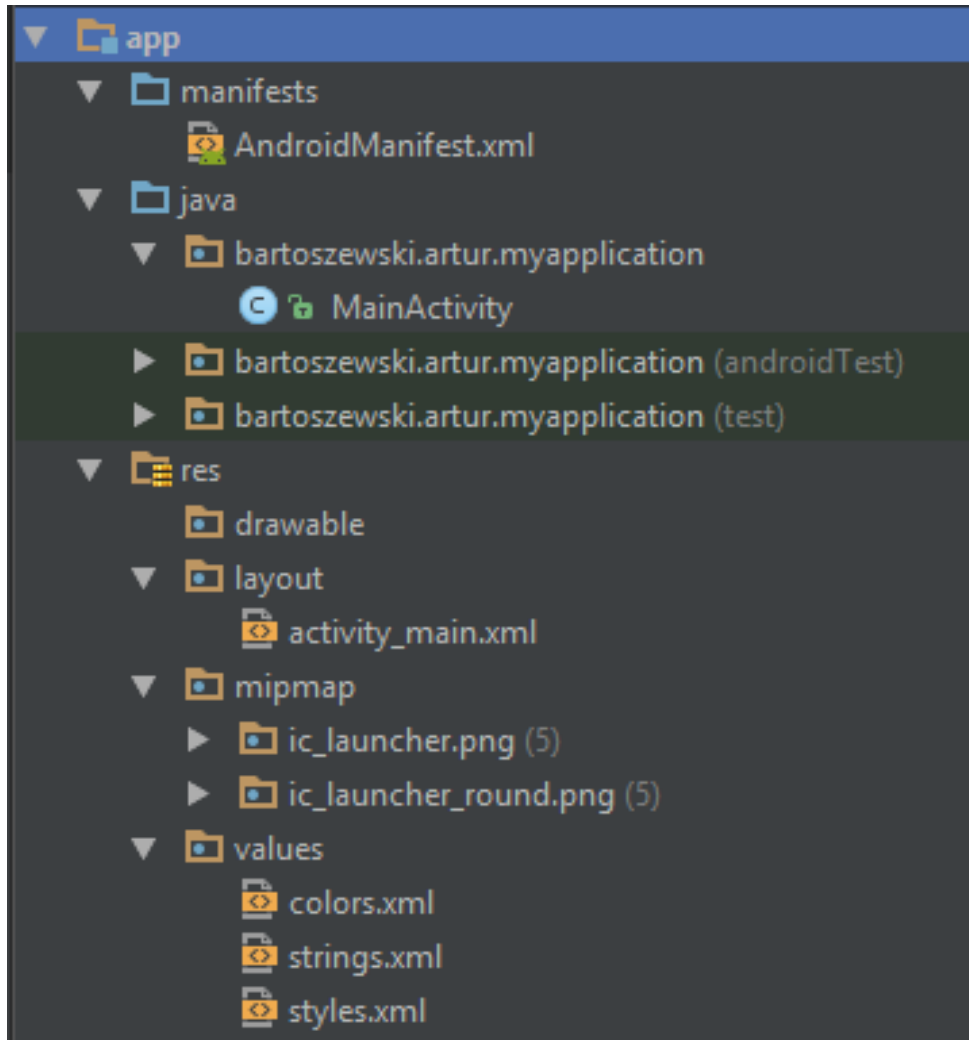 app
manifests
AndroidManifest.xml
java
bartoszewski.artur.myapplication
C MainActivity
bartoszewski.artur.myapplication (androidTest)
bartoszewski.artur.myapplication (test)
res
drawable
layout
activity_main.xml
mipmap
ic_launcher.png (5)
ic_launcher_round.png (5)
values
colors.xml
strings.xml
styles.xml